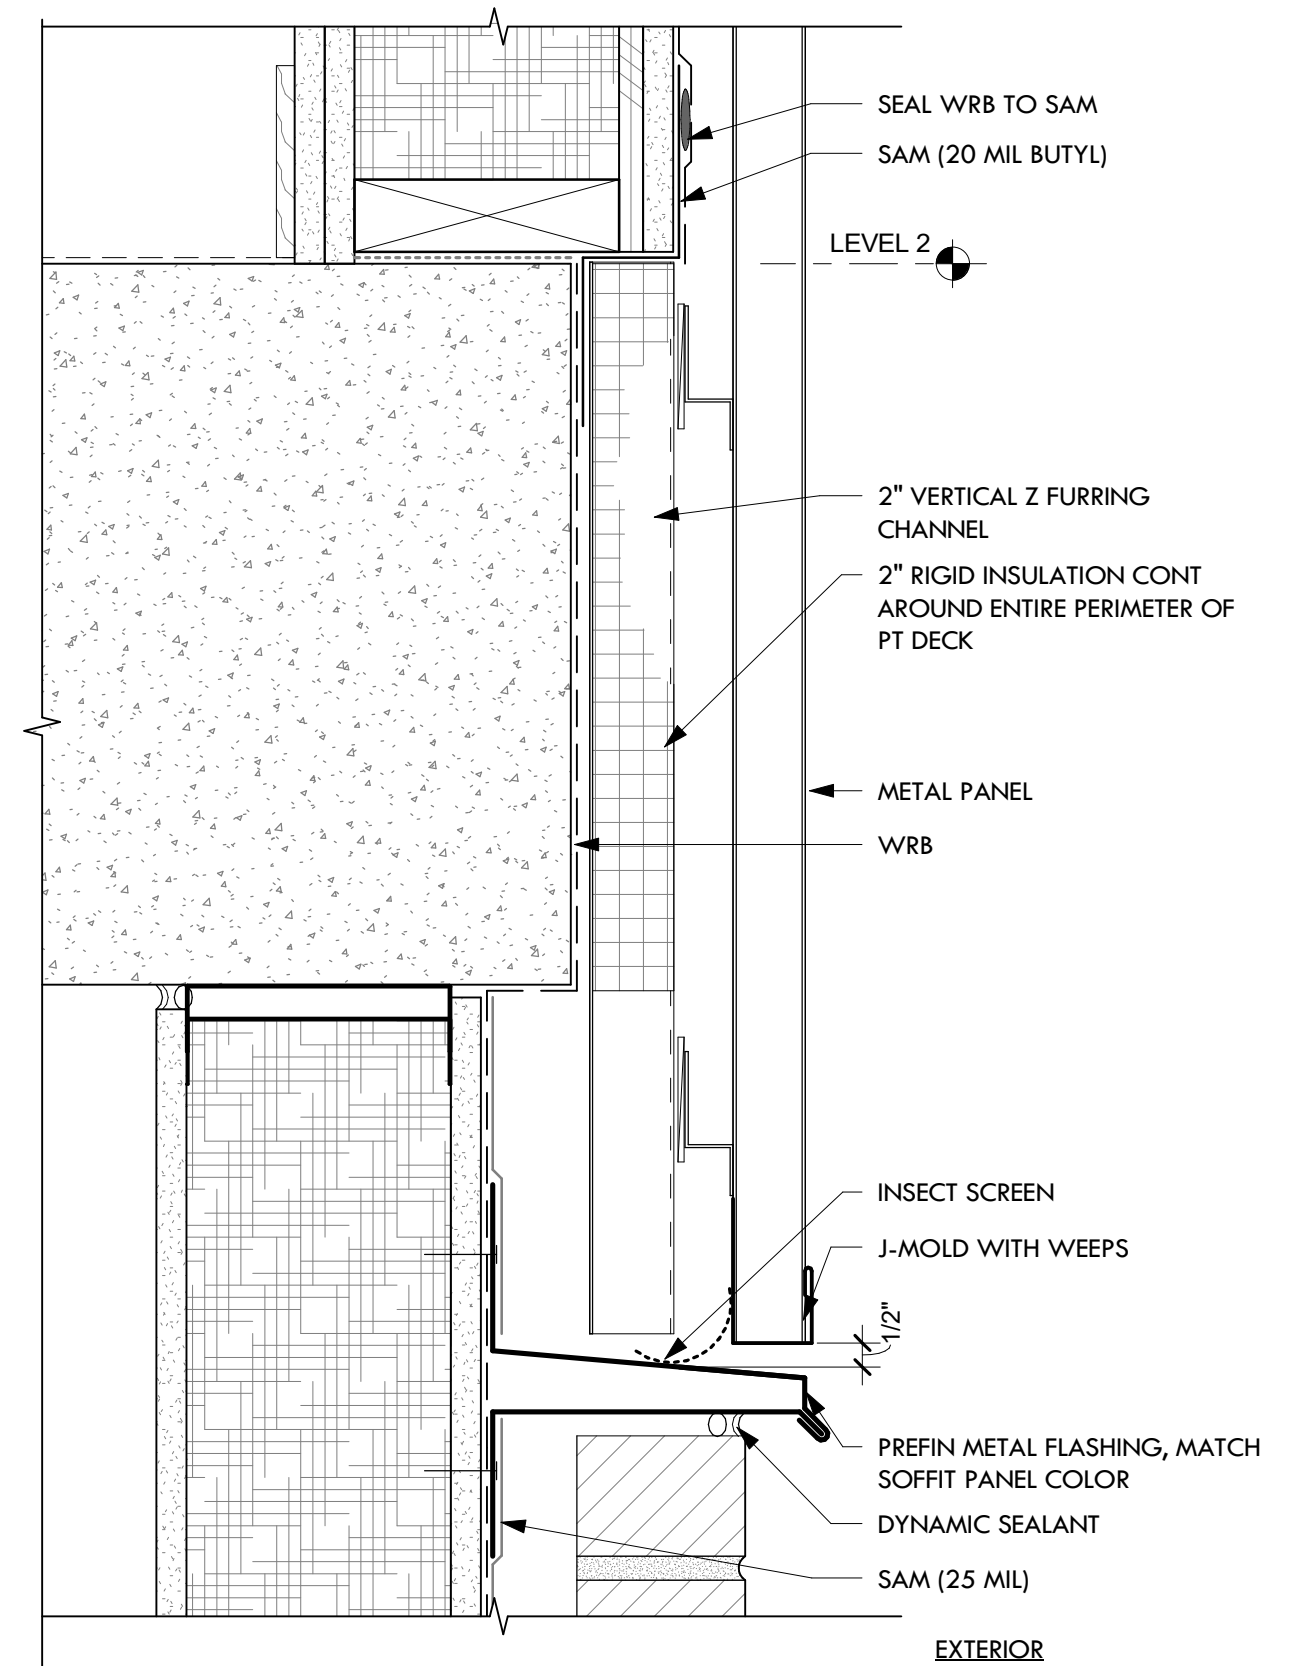 SEAL WRB TO SAM
SAM (20 MIL BUTYL)
LEVEL 2
2" VERTICAL Z FURRING
CHANNEL
2" RIGID INSULATION CONT
AROUND ENTIRE PERIMETER OF
PT DECK
METAL PANEL
WRB
INSECT SCREEN
J-MOLD WITH WEEPS
1/2"
PREFIN METAL FLASHING, MATCH
SOFFIT PANEL COLOR
DYNAMIC SEALANT
SAM (25 MIL)
EXTERIOR